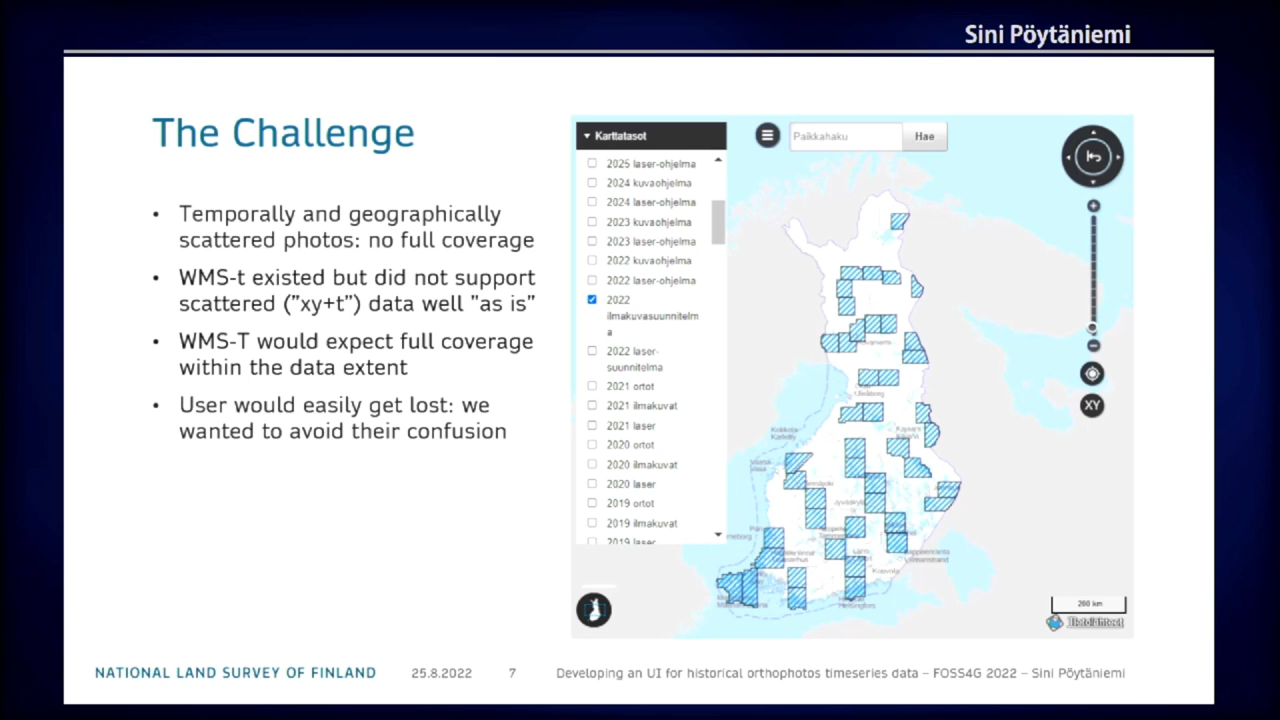 Sini Pöytäniemi
The Challenge
• Temporally and geographically
scattered photos: no full coverage
• WMS-t existed but did not support
scattered ("xy+t") data well "as is"
• WMS-T would expect full coverage
within the data extent
• User would easily get lost: we
wanted to avoid their confusion
Karttatasot
2025 laser-ohjelma
2024 kuvaohjelma
2024 laser-ohjelma
2023 kuvaohjelma
2023 laser-ohjelma
2022 kuvaohjelma
2022 laser-ohjelma
2022
ilmakuvasuunnitelm
a
2022 laser-
suunnitelma
2021 ortot
2021 ilmakuvat
2021 laser
2020 ortot
2020 ilmakuvat
2020 laser
2019 ortot
2019 ilmakuvat
2019 laser
Paikkahaku
Hae
XY
200 km
NATIONAL LAND SURVEY OF FINLAND
25.8.2022
7
Developing an UI for historical orthophotos timeseries data – FOSS4G 2022 – Sini Pöytäniemi